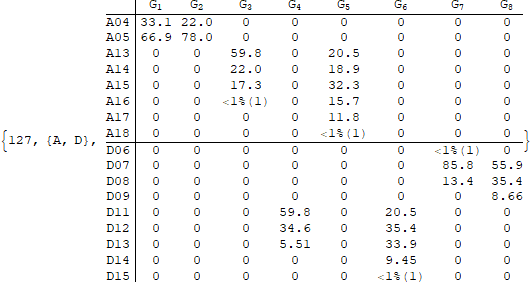 G₁ G₂ G₃ G₄ G₅ G₆ G₇ G₈
A04 33.1 22.0 0 0 0 0 0 0
A05 66.9 78.0 0 0 0 0 0 0
A13 0 0 59.8 0 20.5 0 0 0
A14 0 0 22.0 0 18.9 0 0 0
A15 0 0 17.3 0 32.3 0 0 0
A16 0 0 <1%(1) 0 15.7 0 0 0
A17 0 0 0 0 11.8 0 0 0
A18 0 0 0 0 <1%(1) 0 0 0
{127, {A, D}, }
D06 0 0 0 0 0 0 <1%(1) 0
D07 0 0 0 0 0 0 85.8 55.9
D08 0 0 0 0 0 0 13.4 35.4
D09 0 0 0 0 0 0 0 8.66
D11 0 0 0 59.8 0 20.5 0 0
D12 0 0 0 34.6 0 35.4 0 0
D13 0 0 0 5.51 0 33.9 0 0
D14 0 0 0 0 0 9.45 0 0
D15 0 0 0 0 0 <1%(1) 0 0